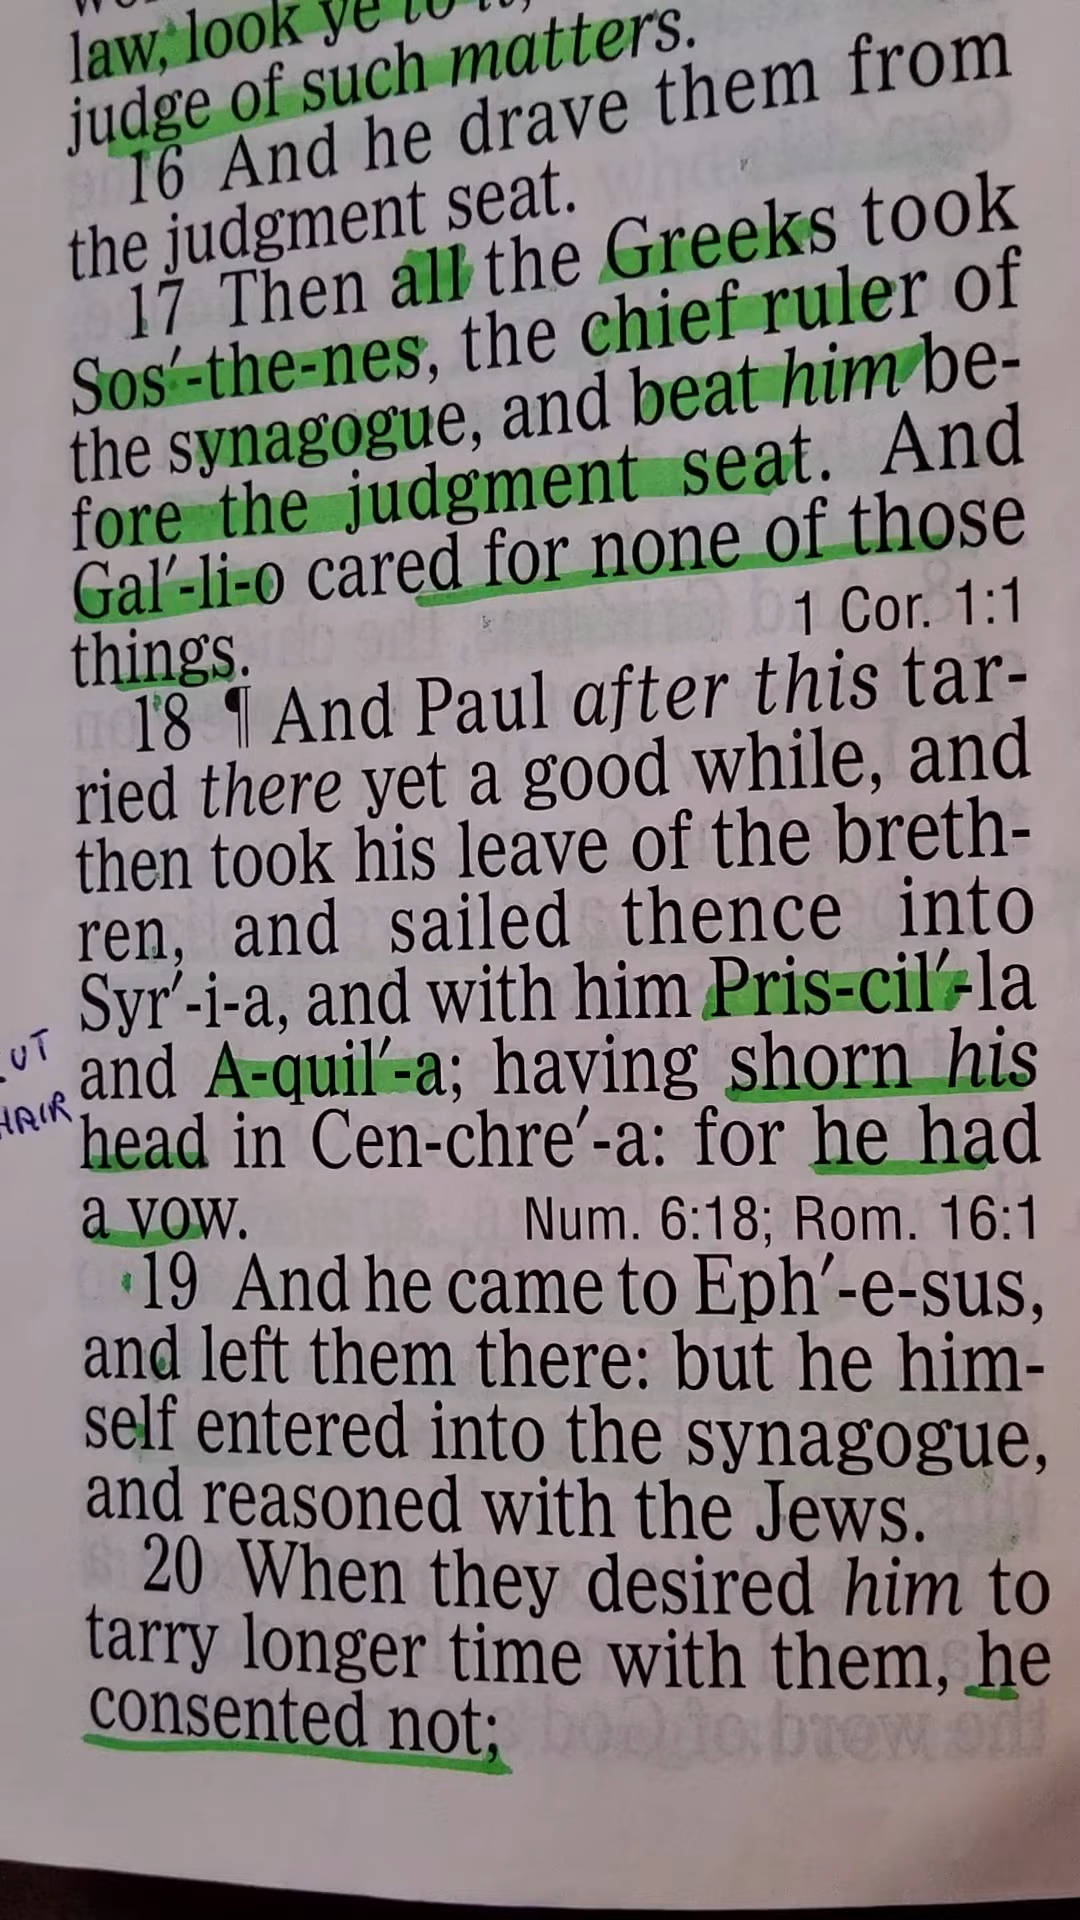 law, look ye to it,
judge of such matters.
16 And he drave them from
the judgment seat.
17 Then all the Greeks took
Sos′-the-nes, the chief ruler of
the synagogue, and beat him be-
fore the judgment seat. And
Gal′-li-o cared for none of those
things. 1 Cor. 1:1
18 ¶ And Paul after this tar-
ried there yet a good while, and
then took his leave of the breth-
ren, and sailed thence into
Syr′-i-a, and with him Pris-cil′-la
and A-quil′-a; having shorn his
head in Cen-chre′-a: for he had
a vow. Num. 6:18; Rom. 16:1
19 And he came to Eph′-e-sus,
and left them there: but he him-
self entered into the synagogue,
and reasoned with the Jews.
20 When they desired him to
tarry longer time with them, he
consented not;
UT
HAIR